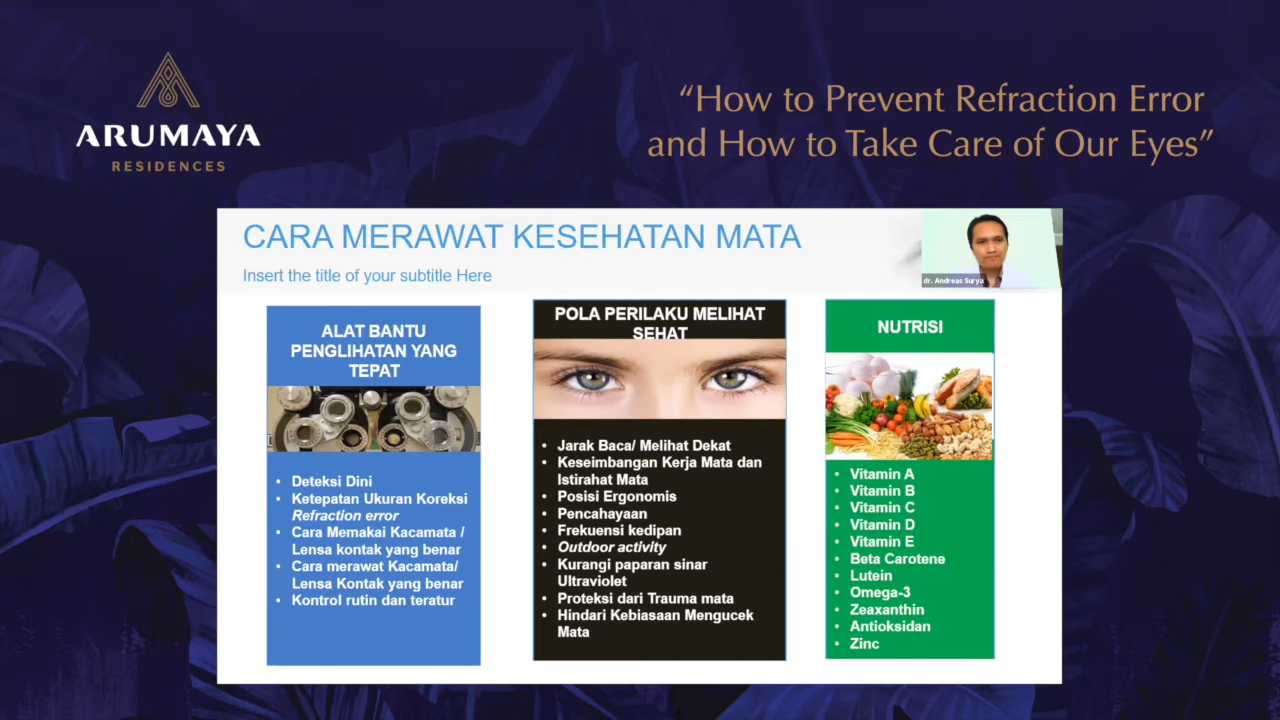 ARUMAYA
RESIDENCES
“How to Prevent Refraction Error
and How to Take Care of Our Eyes”
CARA MERAWAT KESEHATAN MATA
Insert the title of your subtitle Here
dr. Andreas Surya
ALAT BANTU
PENGLIHATAN YANG
TEPAT
• Deteksi Dini
• Ketepatan Ukuran Koreksi
Refraction error
• Cara Memakai Kacamata /
Lensa kontak yang benar
• Cara merawat Kacamata/
Lensa Kontak yang benar
• Kontrol rutin dan teratur
POLA PERILAKU MELIHAT
SEHAT
• Jarak Baca/ Melihat Dekat
• Keseimbangan Kerja Mata dan
Istirahat Mata
• Posisi Ergonomis
• Pencahayaan
• Frekuensi kedipan
• Outdoor activity
• Kurangi paparan sinar
Ultraviolet
• Proteksi dari Trauma mata
• Hindari Kebiasaan Mengucek
Mata
NUTRISI
• Vitamin A
• Vitamin B
• Vitamin C
• Vitamin D
• Vitamin E
• Beta Carotene
• Lutein
• Omega-3
• Zeaxanthin
• Antioksidan
• Zinc